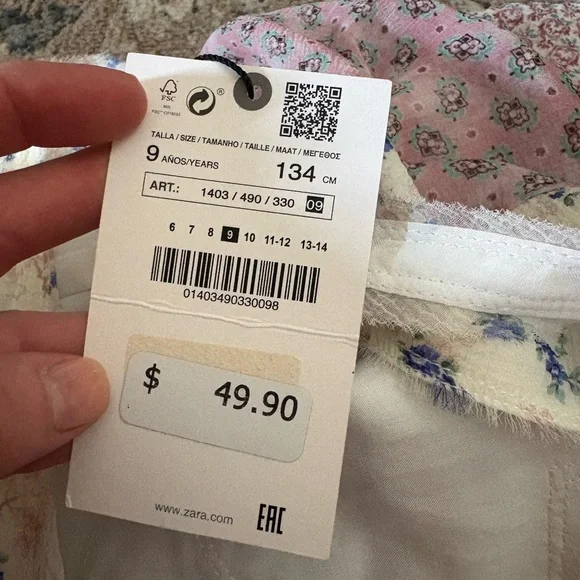 FSC
®
TALLA / SIZE / TAMANHO / TAILLE / MAAT / ΜΕΓΕΘΟΣ
9 AÑOS/YEARS 134 CM
ART.: 1403 / 490 / 330 09
6 7 8 9 10 11-12 13-14
01403490330098
$ 49.90
www.zara.com
EAC